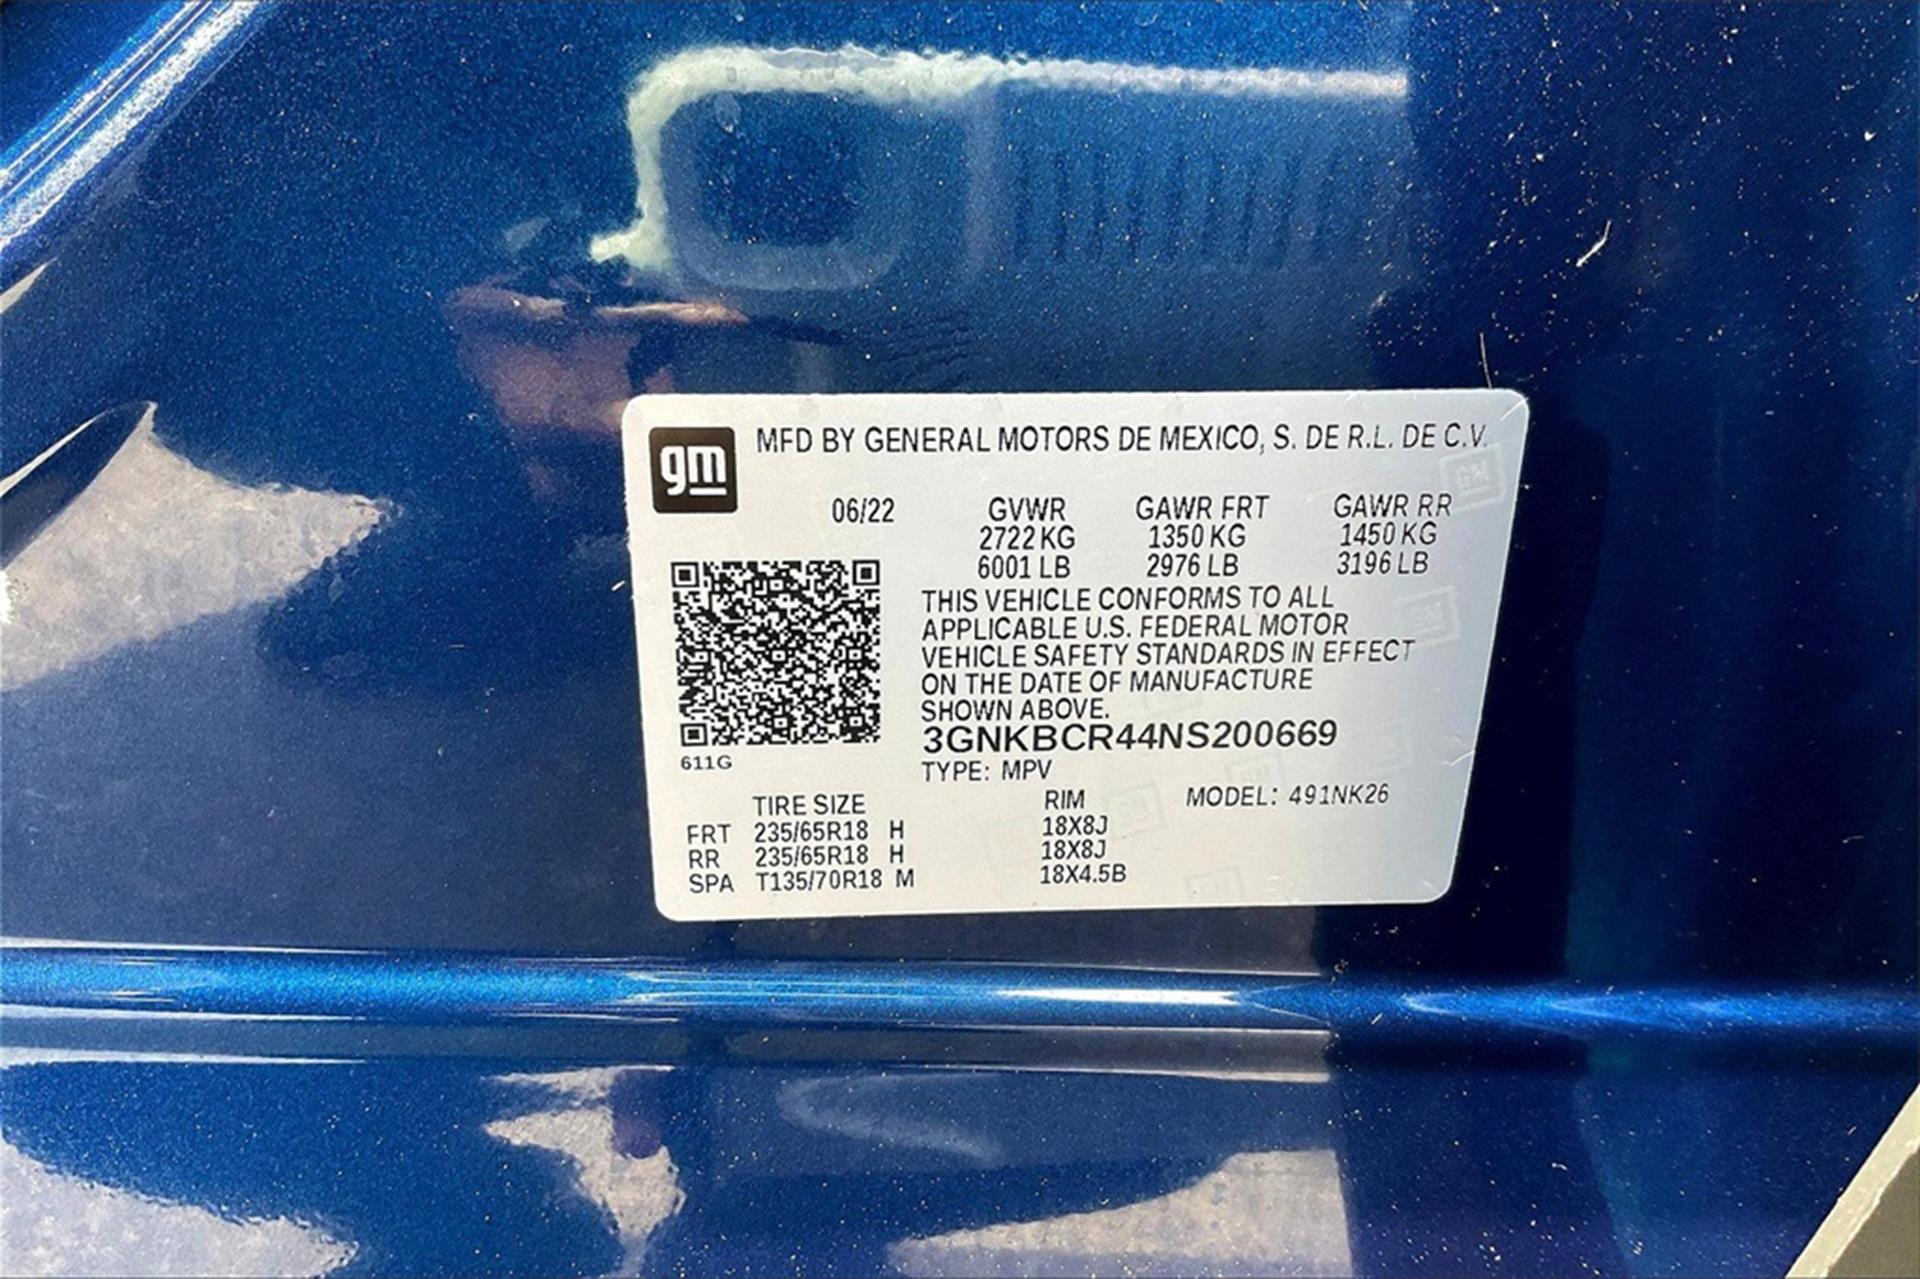 gm MFD BY GENERAL MOTORS DE MEXICO, S. DE R.L. DE C.V.
06/22 GVWR GAWR FRT GAWR RR
2722 KG 1350 KG 1450 KG
6001 LB 2976 LB 3196 LB
THIS VEHICLE CONFORMS TO ALL
APPLICABLE U.S. FEDERAL MOTOR
VEHICLE SAFETY STANDARDS IN EFFECT
ON THE DATE OF MANUFACTURE
SHOWN ABOVE.
3GNKBCR44NS200669
611G
TYPE: MPV
TIRE SIZE RIM MODEL: 491NK26
FRT 235/65R18 H 18X8J
RR 235/65R18 H 18X8J
SPA T135/70R18 M 18X4.5B